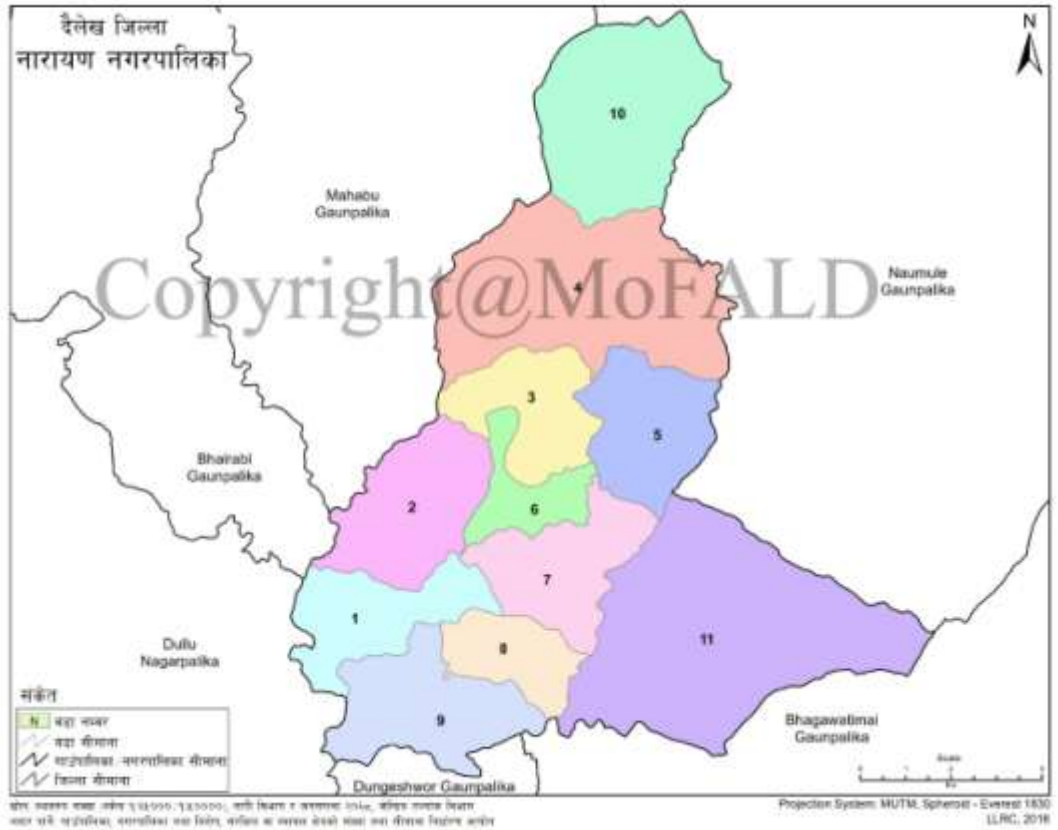 दैलेख जिल्ला
नारायण नगरपालिका
N
10
Mahabu
Gaunpalika
Copyright@MoFALD
4
Naumule
Gaunpalika
3
5
Bhairabi
Gaunpalika
2
6
7
1
11
Dullu
Nagarpalika
8
संकेत
9
N वडा नम्बर
वडा सीमाना
गाउँपालिका नगरपालिका सीमाना
जिल्ला सीमाना
Bhagawatimai
Gaunpalika
Scale
Dungeshwor Gaunpalika
Projection System: MUTM, Spheroid - Everest 1830
LLRC, 2016